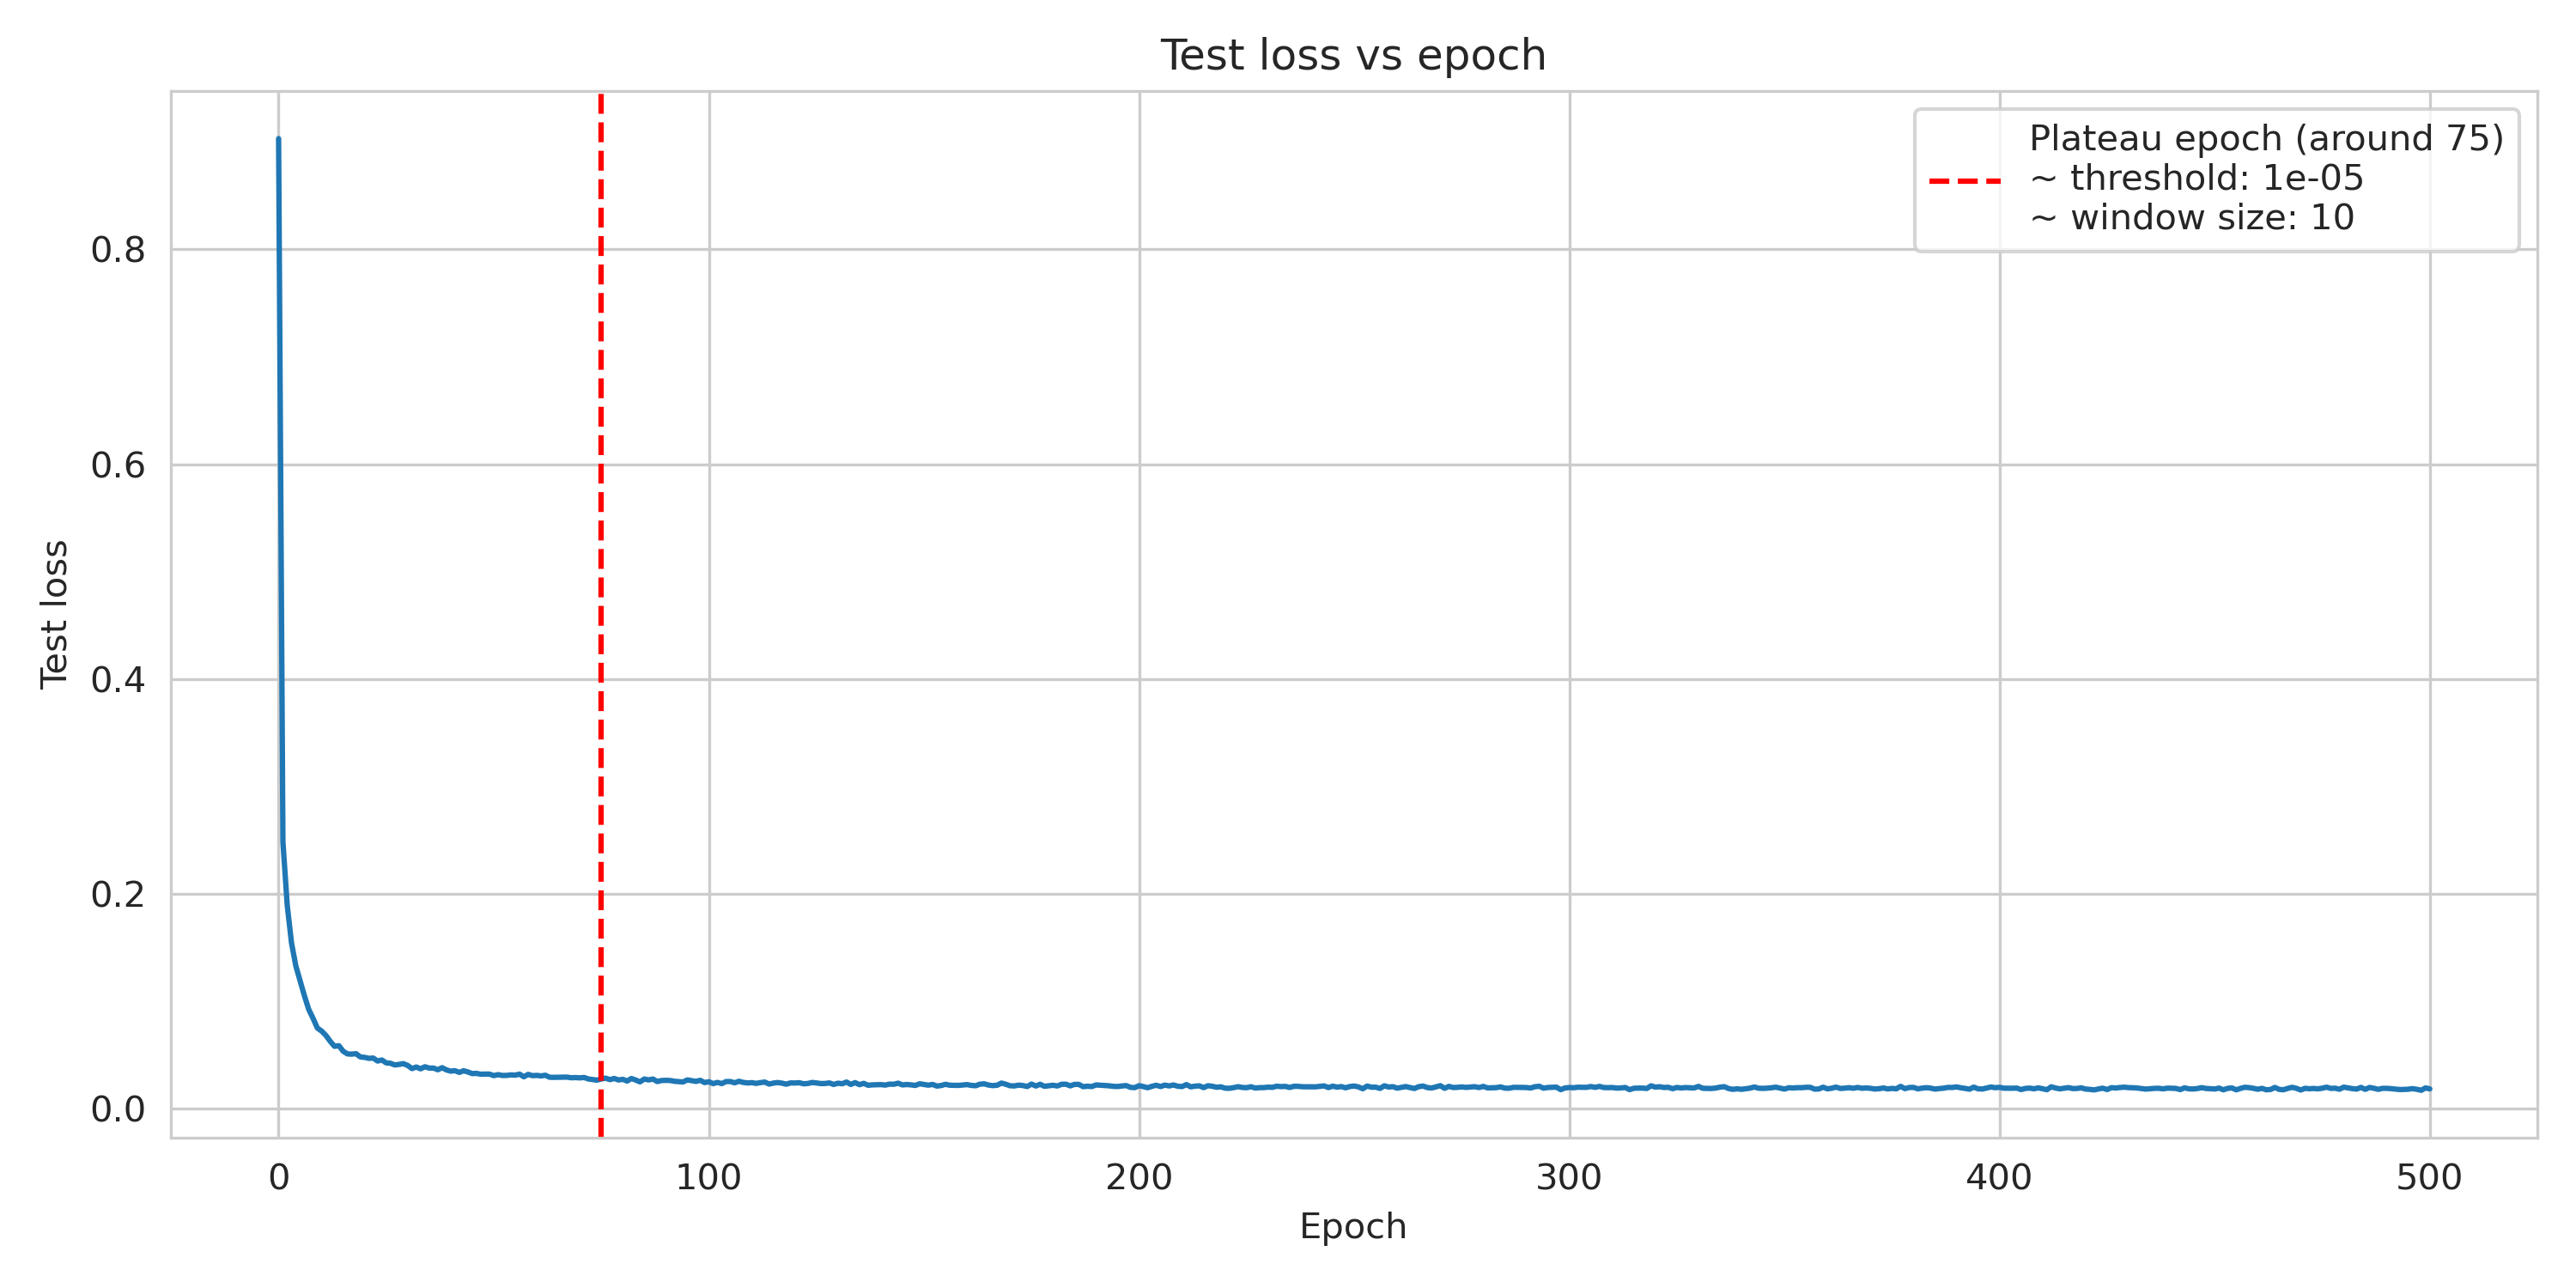 Test loss vs epoch
Plateau epoch (around 75)
~ threshold: 1e-05
~ window size: 10
Test loss
0.8
0.6
0.4
0.2
0.0
0 100 200 300 400 500
Epoch